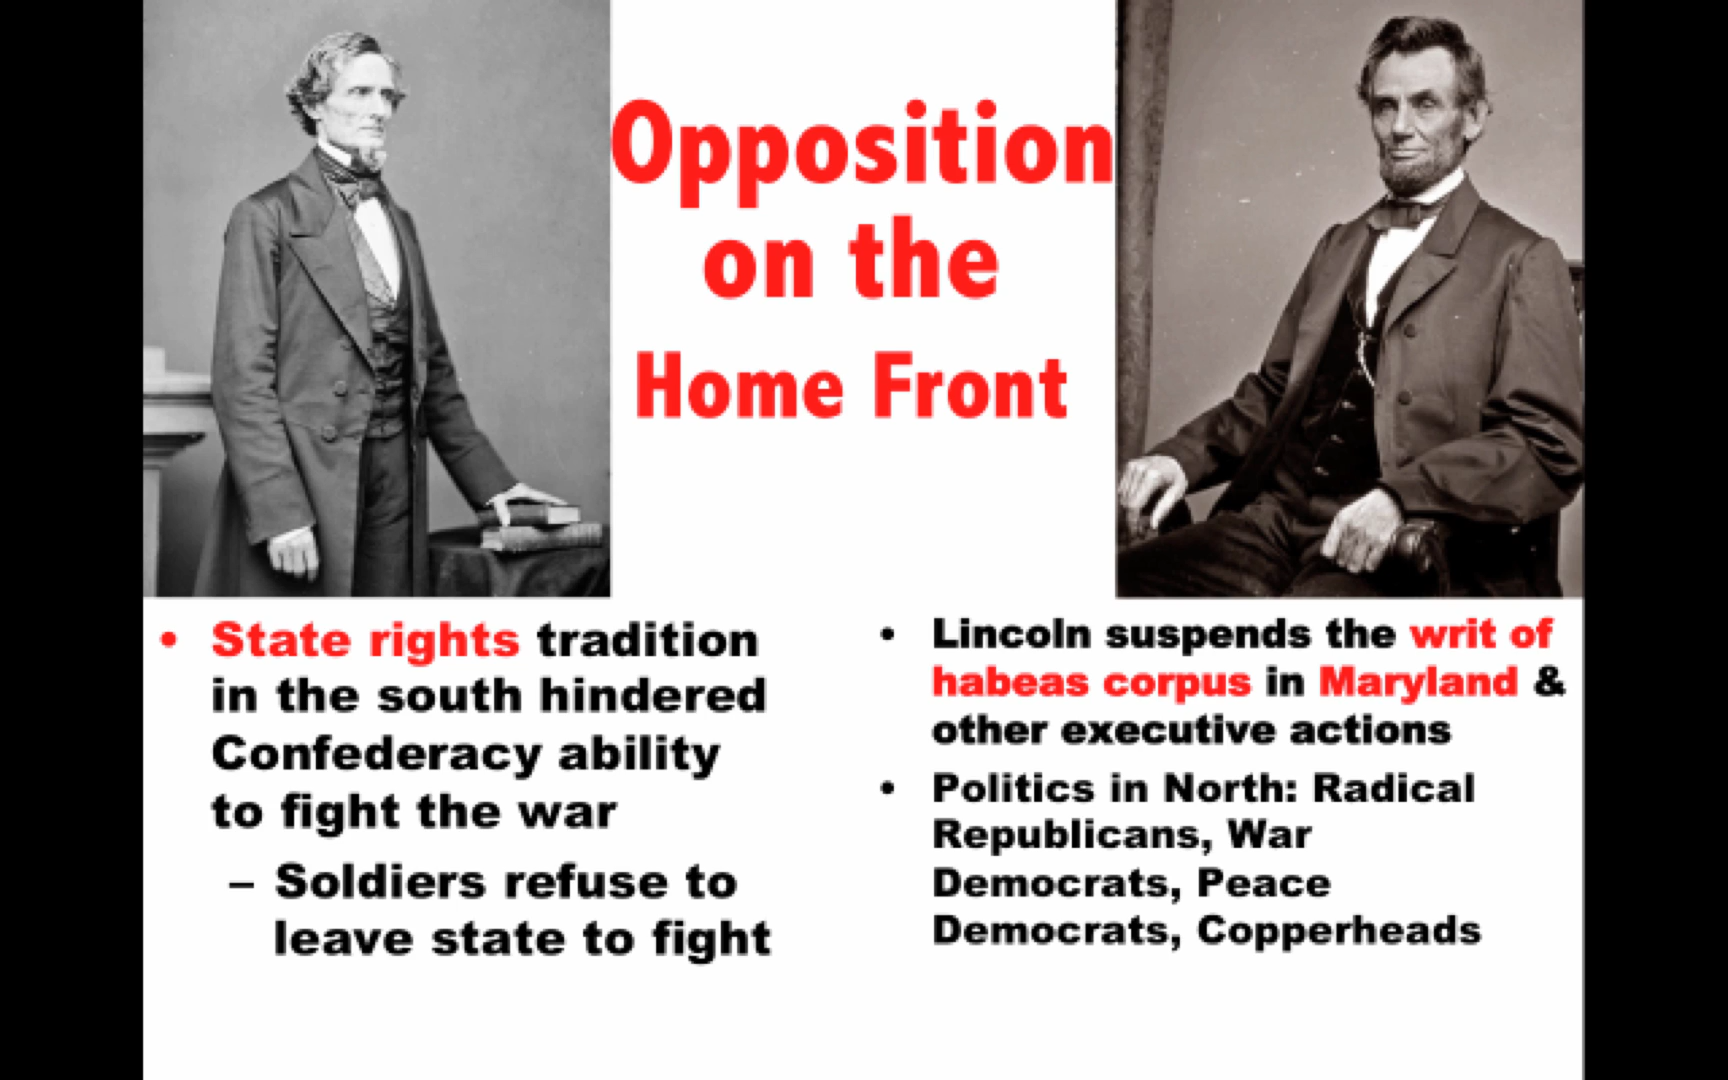 Opposition
on the
Home Front
• State rights tradition
in the south hindered
Confederacy ability
to fight the war
– Soldiers refuse to
leave state to fight
• Lincoln suspends the writ of
habeas corpus in Maryland &
other executive actions
• Politics in North: Radical
Republicans, War
Democrats, Peace
Democrats, Copperheads